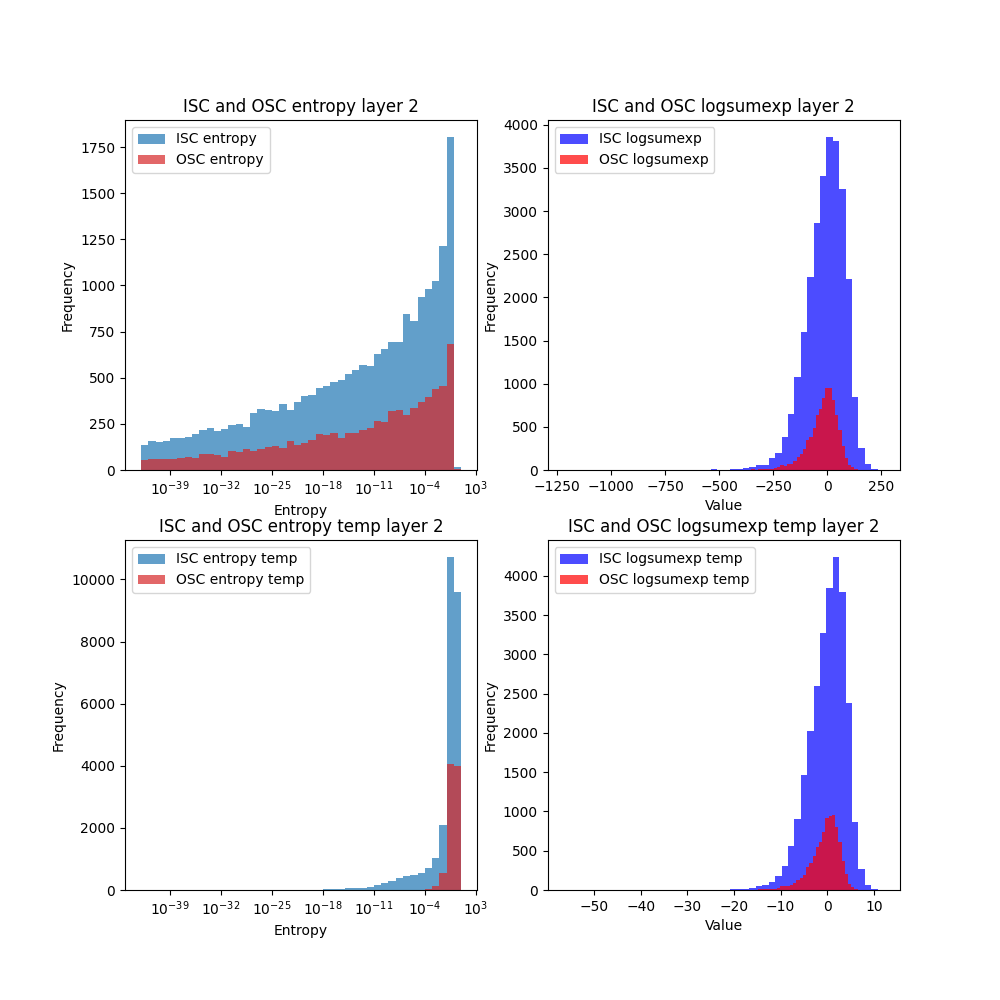 ISC and OSC entropy layer 2
ISC entropy
OSC entropy
Frequency
1750
1500
1250
1000
750
500
250
0
10⁻³⁹ 10⁻³² 10⁻²⁵ 10⁻¹⁸ 10⁻¹¹ 10⁻⁴ 10³
Entropy
ISC and OSC logsumexp layer 2
ISC logsumexp
OSC logsumexp
Frequency
4000
3500
3000
2500
2000
1500
1000
500
0
−1250 −1000 −750 −500 −250 0 250
Value
ISC and OSC entropy temp layer 2
ISC entropy temp
OSC entropy temp
Frequency
10000
8000
6000
4000
2000
0
10⁻³⁹ 10⁻³² 10⁻²⁵ 10⁻¹⁸ 10⁻¹¹ 10⁻⁴ 10³
Entropy
ISC and OSC logsumexp temp layer 2
ISC logsumexp temp
OSC logsumexp temp
Frequency
4000
3500
3000
2500
2000
1500
1000
500
0
−50 −40 −30 −20 −10 0 10
Value